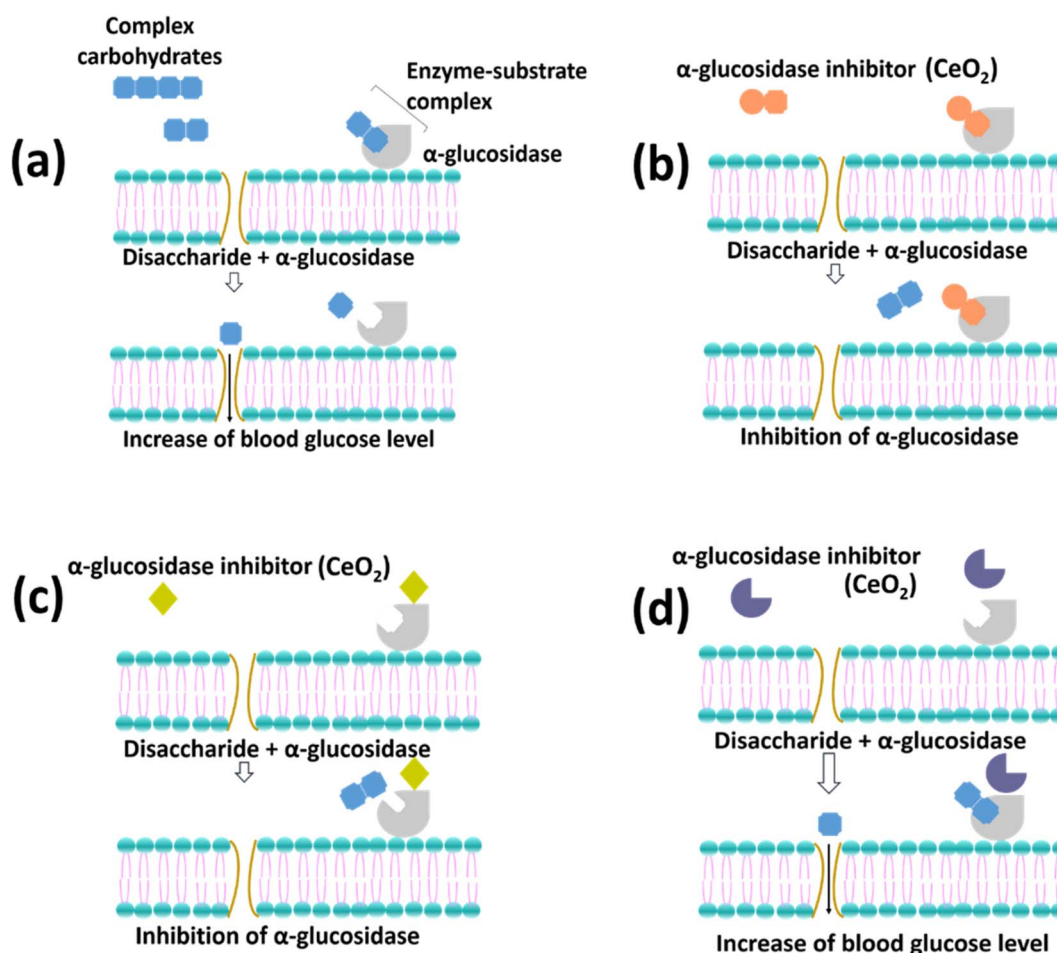 Complex
carbohydrates
Enzyme-substrate
complex
α-glucosidase
(a)
Disaccharide + α-glucosidase
Increase of blood glucose level
α-glucosidase inhibitor (CeO₂)
(b)
Disaccharide + α-glucosidase
Inhibition of α-glucosidase
α-glucosidase inhibitor (CeO₂)
(c)
Disaccharide + α-glucosidase
Inhibition of α-glucosidase
α-glucosidase inhibitor
(CeO₂)
(d)
Disaccharide + α-glucosidase
Increase of blood glucose level